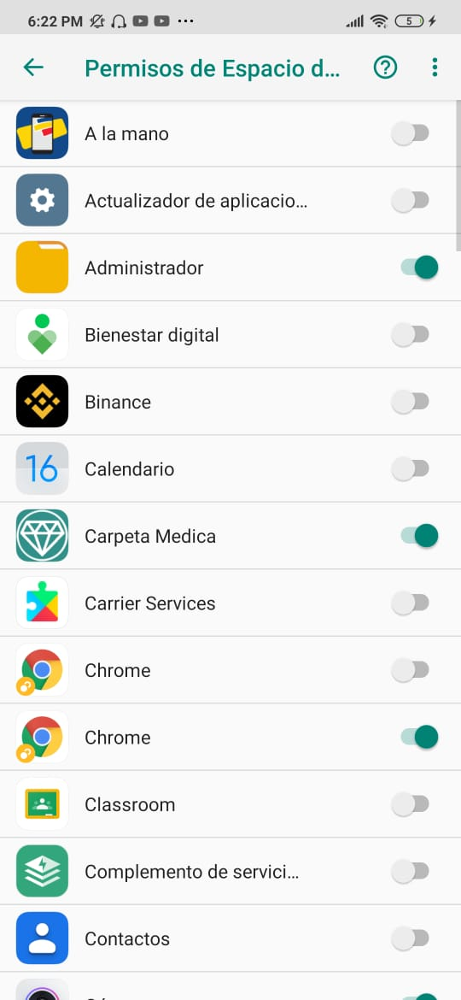 6:22 PM
5
Permisos de Espacio d...
A la mano
Actualizador de aplicacio...
Administrador
Bienestar digital
Binance
16
Calendario
Carpeta Medica
Carrier Services
Chrome
Chrome
Classroom
Complemento de servici...
Contactos